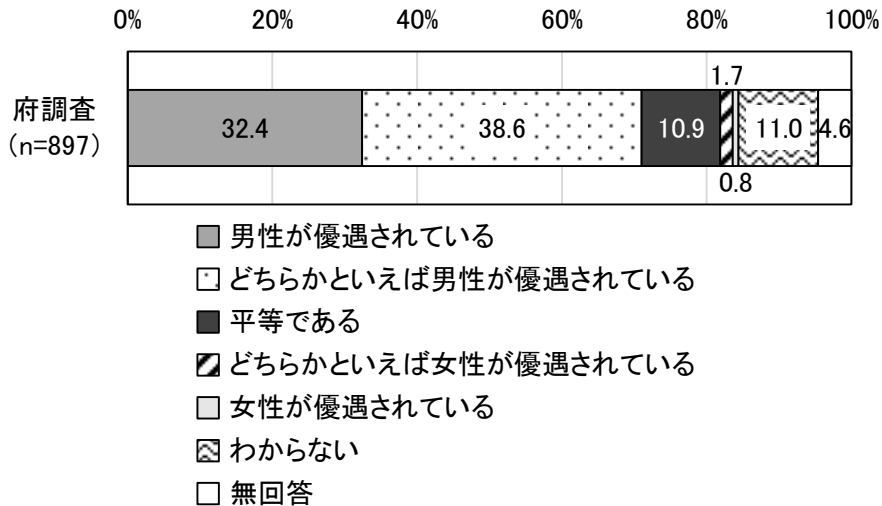 0% 20% 40% 60% 80% 100%
1.7
府調査
(n=897)
32.4 38.6 10.9 11.0 4.6
0.8
男性が優遇されている
どちらかといえば男性が優遇されている
平等である
どちらかといえば女性が優遇されている
女性が優遇されている
わからない
無回答